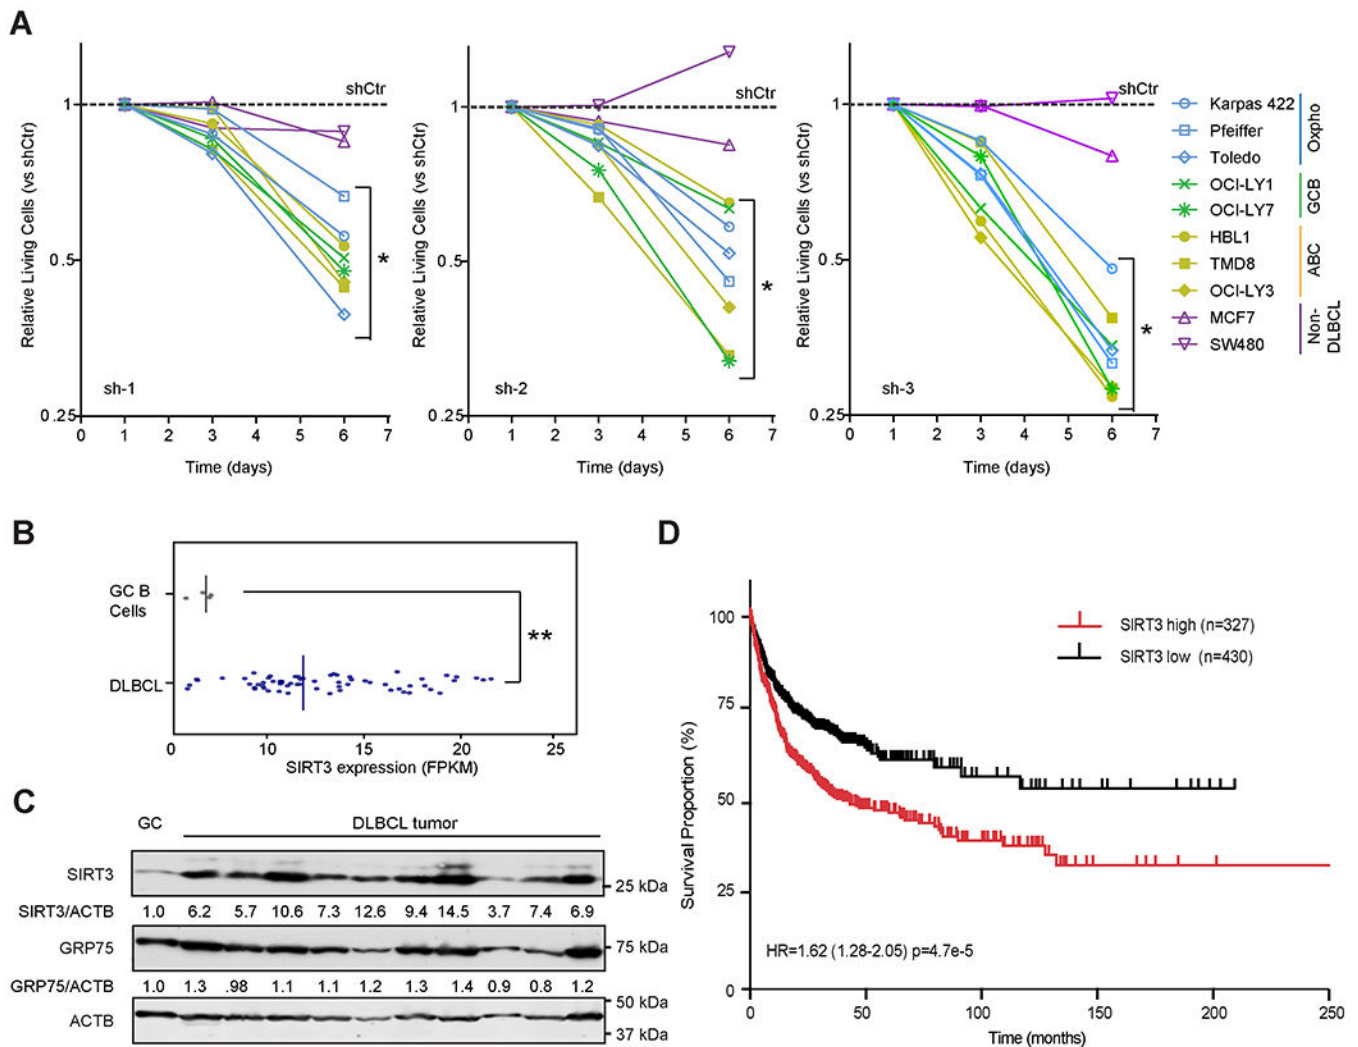 A
Relative Living Cells (vs shCtr)
1
0.5
0.25
shCtr
*
sh-1
0 1 2 3 4 5 6 7
Time (days)
Relative Living Cells (vs shCtr)
1
0.5
0.25
shCtr
*
sh-2
0 1 2 3 4 5 6 7
Time (days)
Relative Living Cells (vs shCtr)
1
0.5
0.25
shCtr
*
sh-3
0 1 2 3 4 5 6 7
Time (days)
Karpas 422
Pfeiffer
Toledo
OCI-LY1
OCI-LY7
HBL1
TMD8
OCI-LY3
MCF7
SW480
Oxpho
GCB
ABC
Non-
DLBCL
B
GC B
Cells
DLBCL
**
0 10 15 20 25
SIRT3 expression (FPKM)
C
GC DLBCL tumor
SIRT3
25 kDa
SIRT3/ACTB 1.0 6.2 5.7 10.6 7.3 12.6 9.4 14.5 3.7 7.4 6.9
GRP75
75 kDa
GRP75/ACTB 1.0 1.3 .98 1.1 1.1 1.2 1.3 1.4 0.9 0.8 1.2
50 kDa
ACTB
37 kDa
D
Survival Proportion (%)
100
75
50
25
0
SIRT3 high (n=327)
SIRT3 low (n=430)
HR=1.62 (1.28-2.05) p=4.7e-5
0 50 100 150 200 250
Time (months)